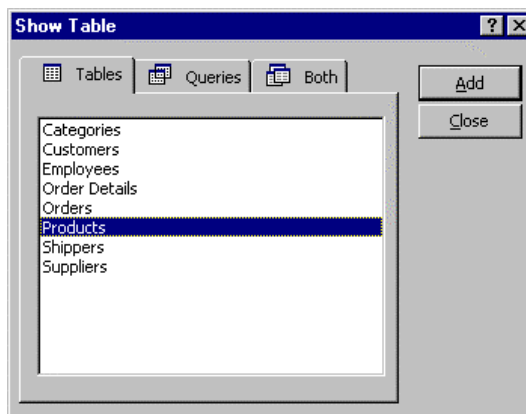 Show Table
Tables Queries Both
Add
Close
Categories
Customers
Employees
Order Details
Orders
Products
Shippers
Suppliers